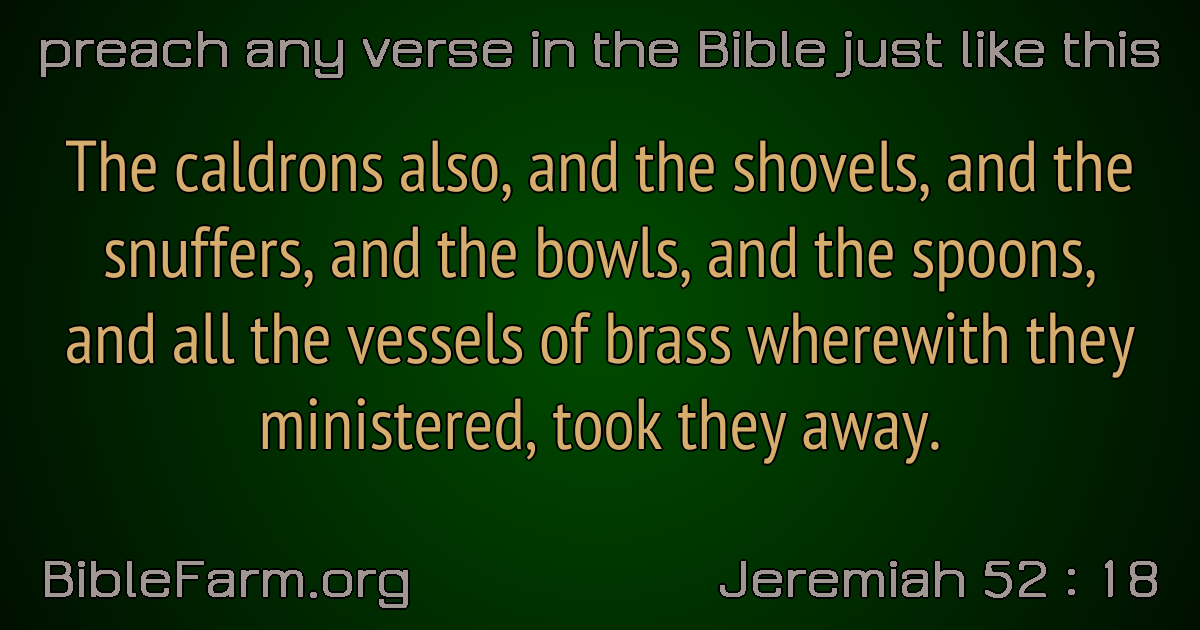 preach any verse in the Bible just like this
The caldrons also, and the shovels, and the
snuffers, and the bowls, and the spoons,
and all the vessels of brass wherewith they
ministered, took they away.
BibleFarm.org
Jeremiah 52 : 18